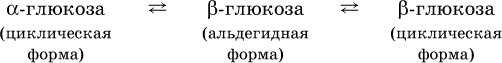 α-глюкоза ⇄ β-глюкоза ⇄ β-глюкоза
(циклическая (альдегидная (циклическая
форма) форма) форма)